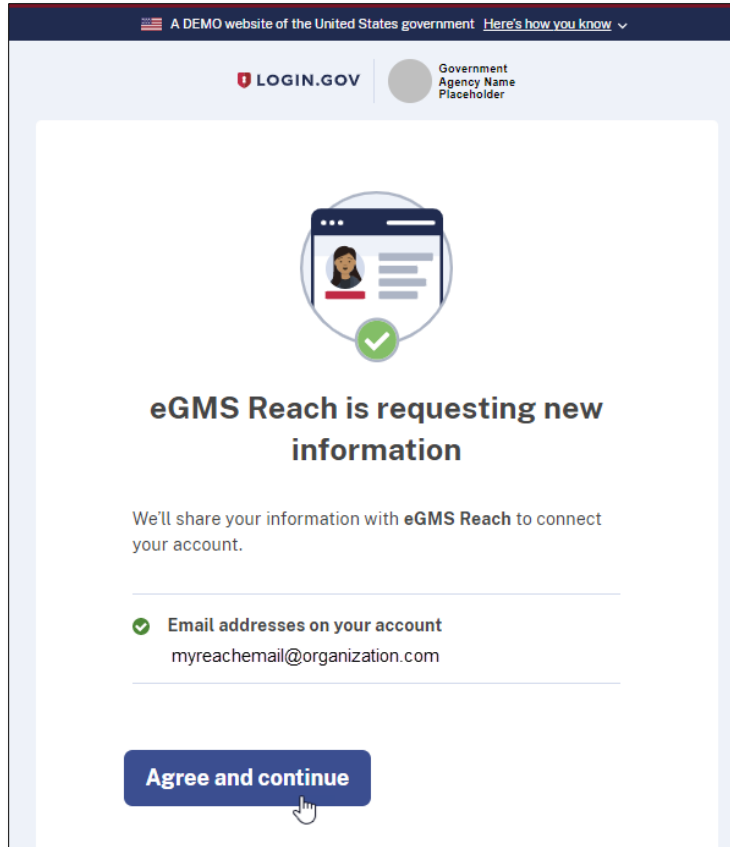 A DEMO website of the United States government Here's how you know
LOGIN.GOV
Government
Agency Name
Placeholder
eGMS Reach is requesting new
information
We'll share your information with eGMS Reach to connect
your account.
Email addresses on your account
myreachemail@organization.com
Agree and continue